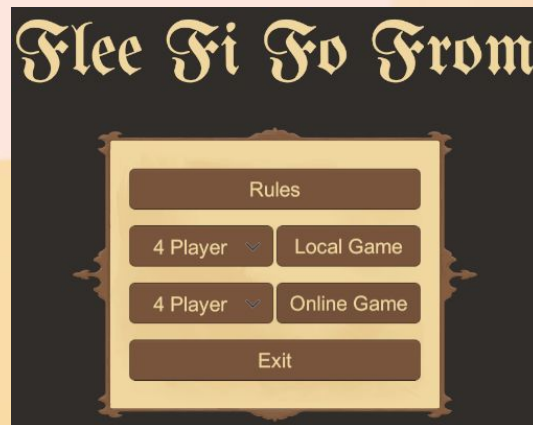 Flee Fi Fo From
Rules
4 Player Local Game
4 Player Online Game
Exit